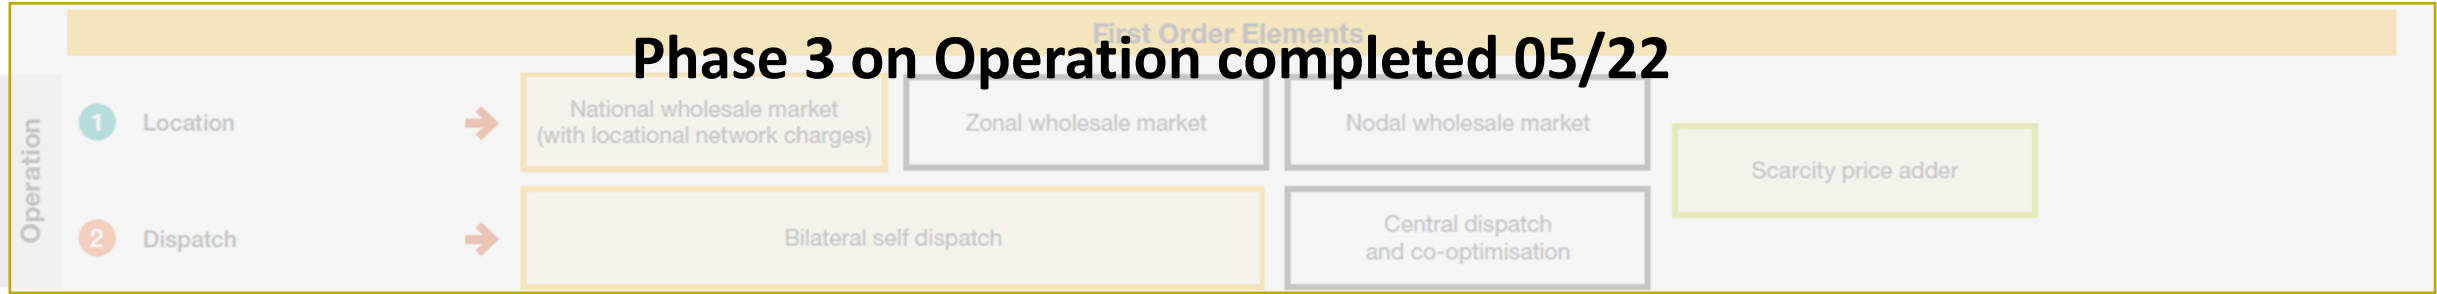 First Order Elements
Phase 3 on Operation completed 05/22
Operation
1 Location
National wholesale market
(with locational network charges)
Zonal wholesale market
Nodal wholesale market
Scarcity price adder
2 Dispatch
Bilateral self dispatch
Central dispatch
and co-optimisation